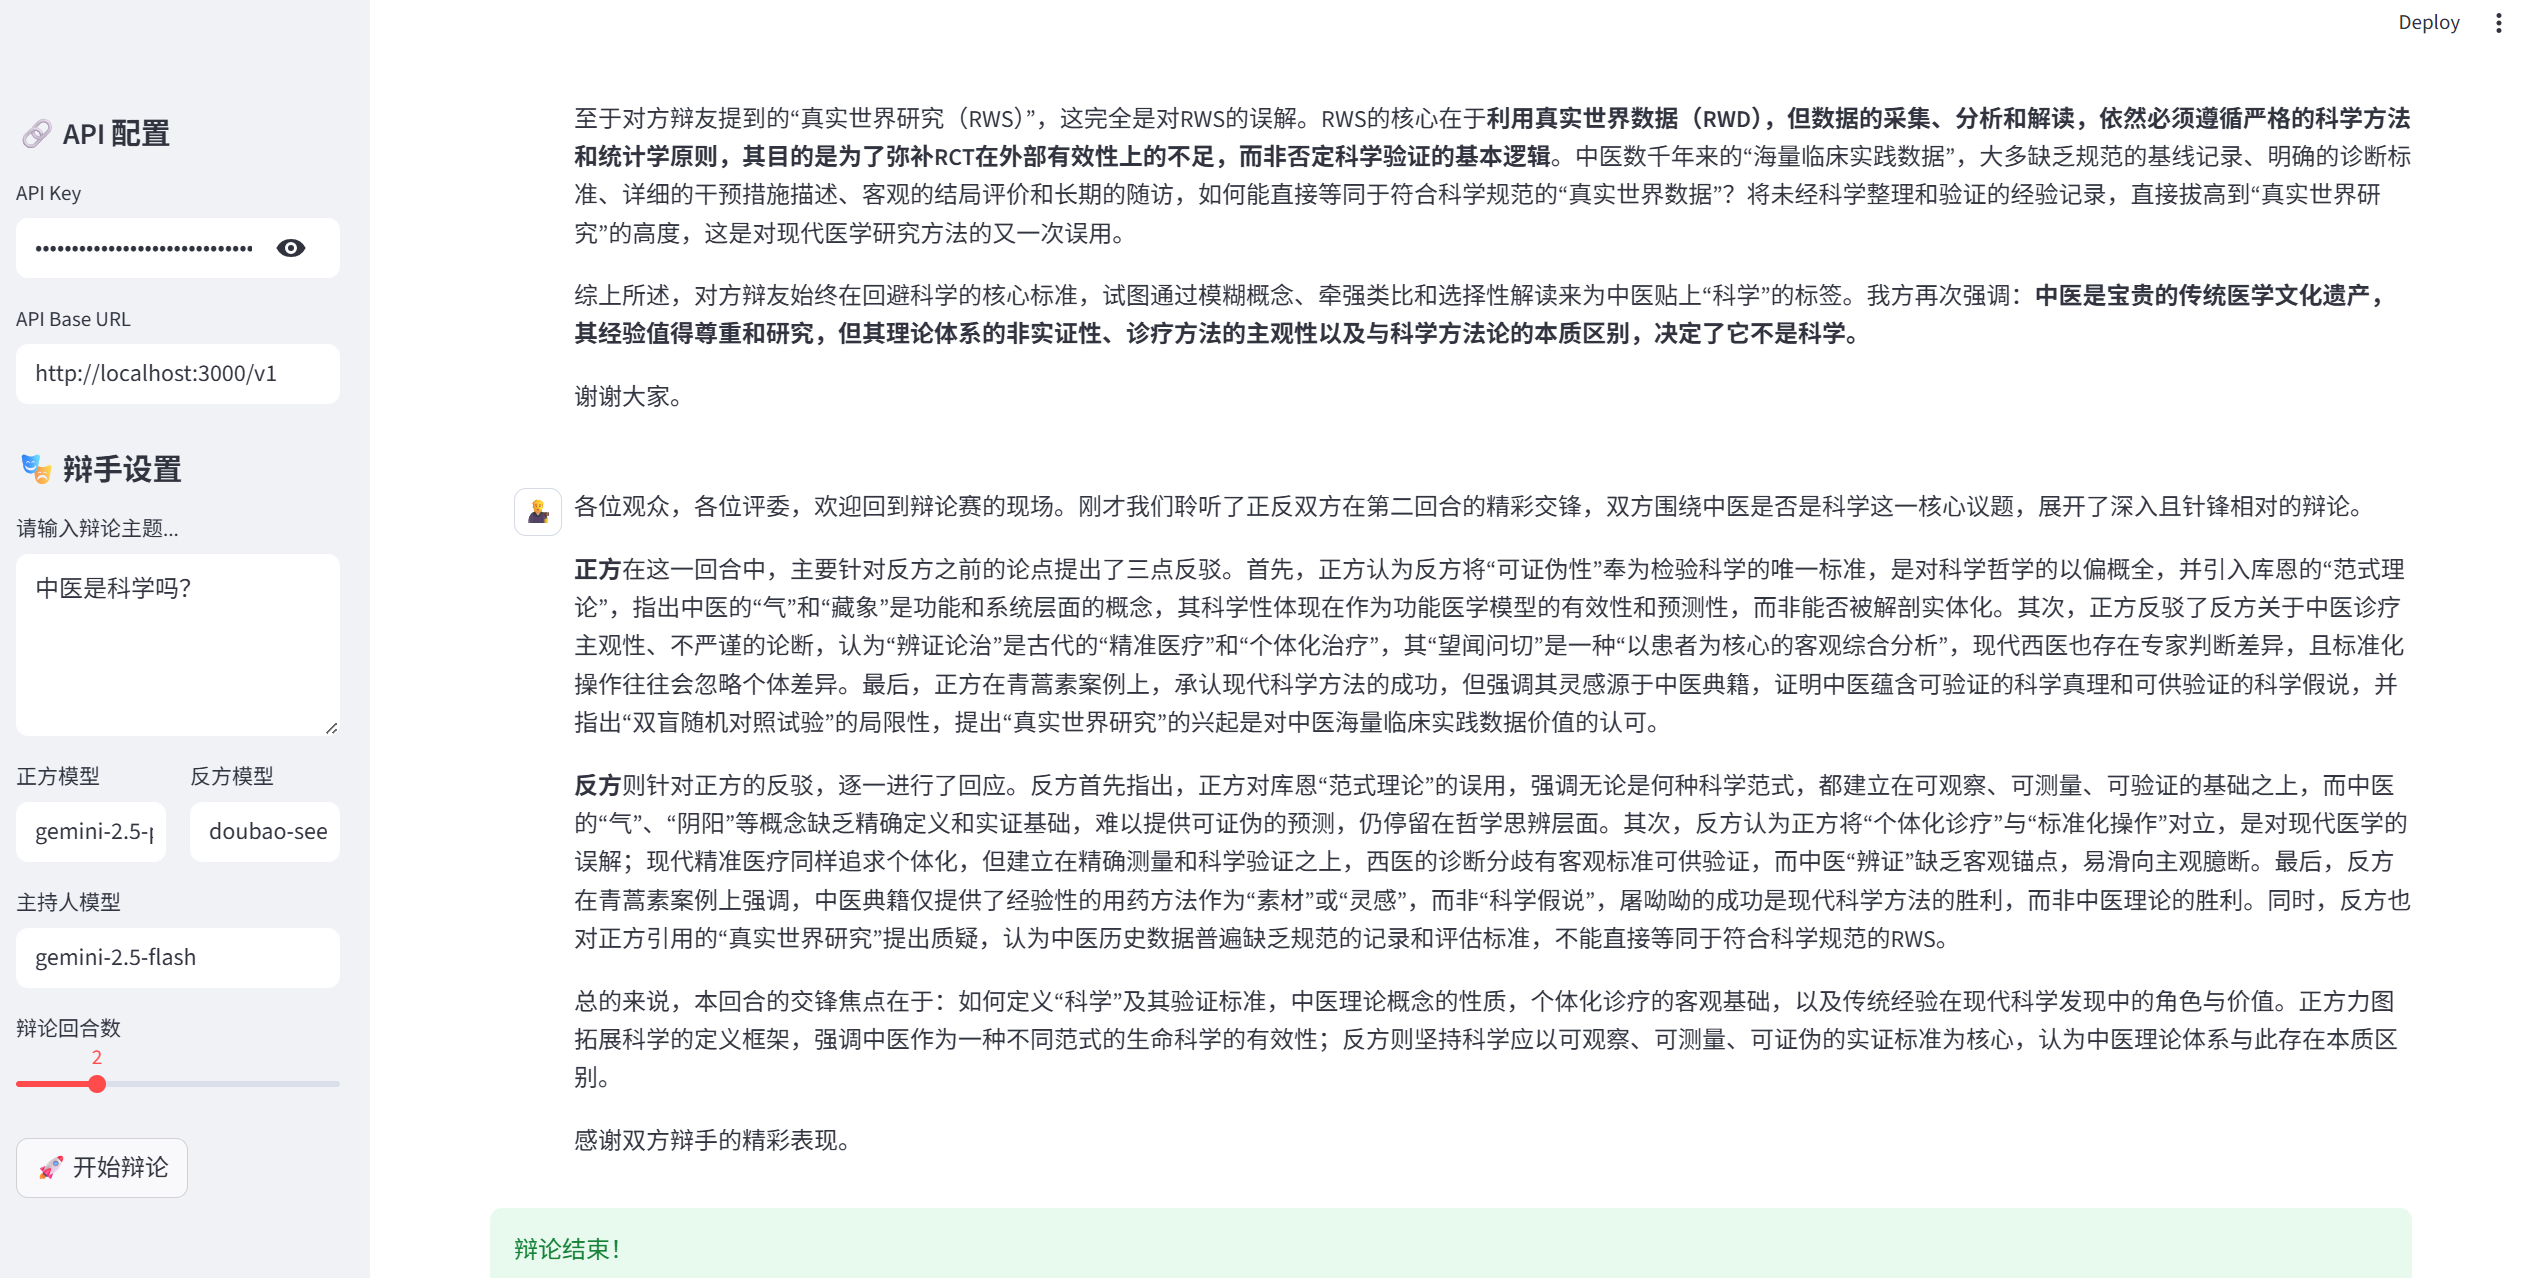 Deploy
API 配置
API Key
API Base URL
http://localhost:3000/v1
辩手设置
请输入辩论主题...
中医是科学吗？
正方模型
反方模型
gemini-2.5-p
doubao-see
主持人模型
gemini-2.5-flash
辩论回合数
2
开始辩论
至于对方辩友提到的“真实世界研究（RWS）”，这完全是对RWS的误解。RWS的核心在于利用真实世界数据（RWD），但数据的采集、分析和解读，依然必须遵循严格的科学方法
和统计学原则，其目的是为了弥补RCT在外部有效性上的不足，而非否定科学验证的基本逻辑。中医数千年来的“海量临床实践数据”，大多缺乏规范的基线记录、明确的诊断标
准、详细的干预措施描述、客观的结局评价和长期的随访，如何能直接等同于符合科学规范的“真实世界数据”？将未经科学整理和验证的经验记录，直接拔高到“真实世界研
究”的高度，这是对现代医学研究方法的又一次误用。
综上所述，对方辩友始终在回避科学的核心标准，试图通过模糊概念、牵强类比和选择性解读来为中医贴上“科学”的标签。我方再次强调：中医是宝贵的传统医学文化遗产，
其经验值得尊重和研究，但其理论体系的非实证性、诊疗方法的主观性以及与科学方法论的本质区别，决定了它不是科学。
谢谢大家。
各位观众，各位评委，欢迎回到辩论赛的现场。刚才我们聆听了正反双方在第二回合的精彩交锋，双方围绕中医是否是科学这一核心议题，展开了深入且针锋相对的辩论。
正方在这一回合中，主要针对反方之前的论点提出了三点反驳。首先，正方认为反方将“可证伪性”奉为检验科学的唯一标准，是对科学哲学的以偏概全，并引入库恩的“范式理
论”，指出中医的“气”和“藏象”是功能和系统层面的概念，其科学性体现在作为功能医学模型的有效性和预测性，而非能否被解剖实体化。其次，正方反驳了反方关于中医诊疗
主观性、不严谨的论断，认为“辨证论治”是古代的“精准医疗”和“个体化治疗”，其“望闻问切”是一种“以患者为核心的客观综合分析”，现代西医也存在专家判断差异，且标准化
操作往往会忽略个体差异。最后，正方在青蒿素案例上，承认现代科学方法的成功，但强调其灵感源于中医典籍，证明中医蕴含可验证的科学真理和可供验证的科学假说，并
指出“双盲随机对照试验”的局限性，提出“真实世界研究”的兴起是对中医海量临床实践数据价值的认可。
反方则针对正方的反驳，逐一进行了回应。反方首先指出，正方对库恩“范式理论”的误用，强调无论是何种科学范式，都建立在可观察、可测量、可验证的基础之上，而中医
的“气”、“阴阳”等概念缺乏精确定义和实证基础，难以提供可证伪的预测，仍停留在哲学思辨层面。其次，反方认为正方将“个体化诊疗”与“标准化操作”对立，是对现代医学的
误解；现代精准医疗同样追求个体化，但建立在精确测量和科学验证之上，西医的诊断分歧有客观标准可供验证，而中医“辨证”缺乏客观锚点，易滑向主观臆断。最后，反方
在青蒿素案例上强调，中医典籍仅提供了经验性的用药方法作为“素材”或“灵感”，而非“科学假说”，屠呦呦的成功是现代科学方法的胜利，而非中医理论的胜利。同时，反方也
对正方引用的“真实世界研究”提出质疑，认为中医历史数据普遍缺乏规范的记录和评估标准，不能直接等同于符合科学规范的RWS。
总的来说，本回合的交锋焦点在于：如何定义“科学”及其验证标准，中医理论概念的性质，个体化诊疗的客观基础，以及传统经验在现代科学发现中的角色与价值。正方力图
拓展科学的定义框架，强调中医作为一种不同范式的生命科学的有效性；反方则坚持科学应以可观察、可测量、可证伪的实证标准为核心，认为中医理论体系与此存在本质区
别。
感谢双方辩手的精彩表现。
辩论结束！